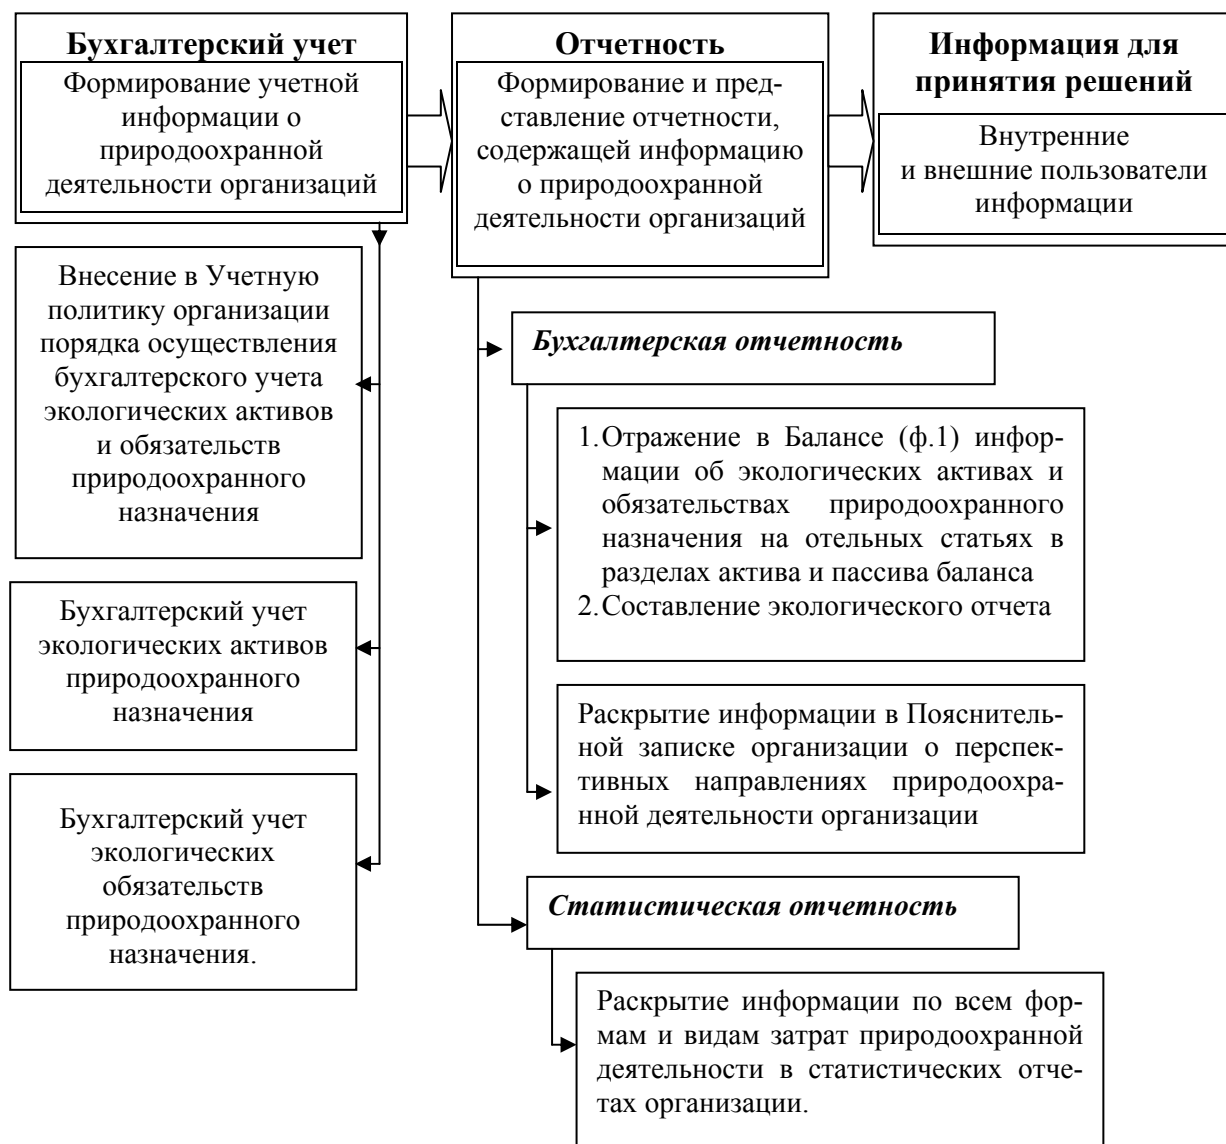 Бухгалтерский учет
Формирование учетной
информации о
природоохранной
деятельности организаций
Отчетность
Формирование и пред-
ставление отчетности,
содержащей информацию
о природоохранной
деятельности организаций
Информация для
принятия решений
Внутренние
и внешние пользователи
информации
Внесение в Учетную
политику организации
порядка осуществления
бухгалтерского учета
экологических активов
и обязательств
природоохранного
назначения
Бухгалтерский учет
экологических активов
природоохранного
назначения
Бухгалтерский учет
экологических
обязательств
природоохранного
назначения.
Бухгалтерская отчетность
1. Отражение в Балансе (ф.1) инфор-
мации об экологических активах и
обязательствах природоохранного
назначения на отельных статьях в
разделах актива и пассива баланса
2. Составление экологического отчета
Раскрытие информации в Пояснитель-
ной записке организации о перспек-
тивных направлениях природоохра-
нной деятельности организации
Статистическая отчетность
Раскрытие информации по всем фор-
мам и видам затрат природоохранной
деятельности в статистических отче-
тах организации.